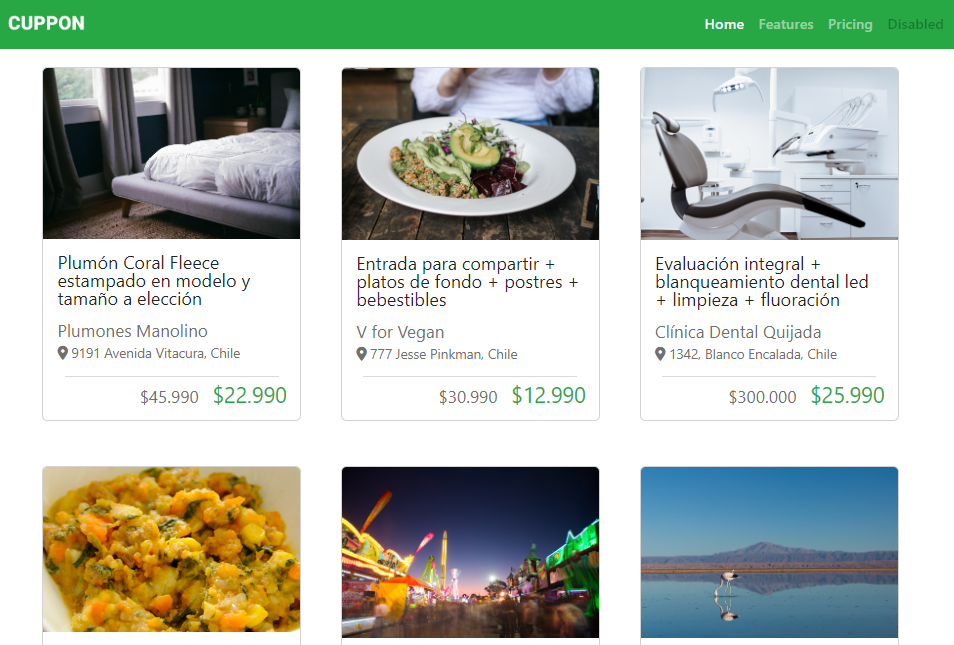 CUPPON
Home Features Pricing Disabled
Plumón Coral Fleece
estampado en modelo y
tamaño a elección
Plumones Manolino
9191 Avenida Vitacura, Chile
$45.990 $22.990
Entrada para compartir +
platos de fondo + postres +
bebestibles
V for Vegan
777 Jesse Pinkman, Chile
$30.990 $12.990
Evaluación integral +
blanqueamiento dental led
+ limpieza + fluoración
Clínica Dental Quijada
1342, Blanco Encalada, Chile
$300.000 $25.990